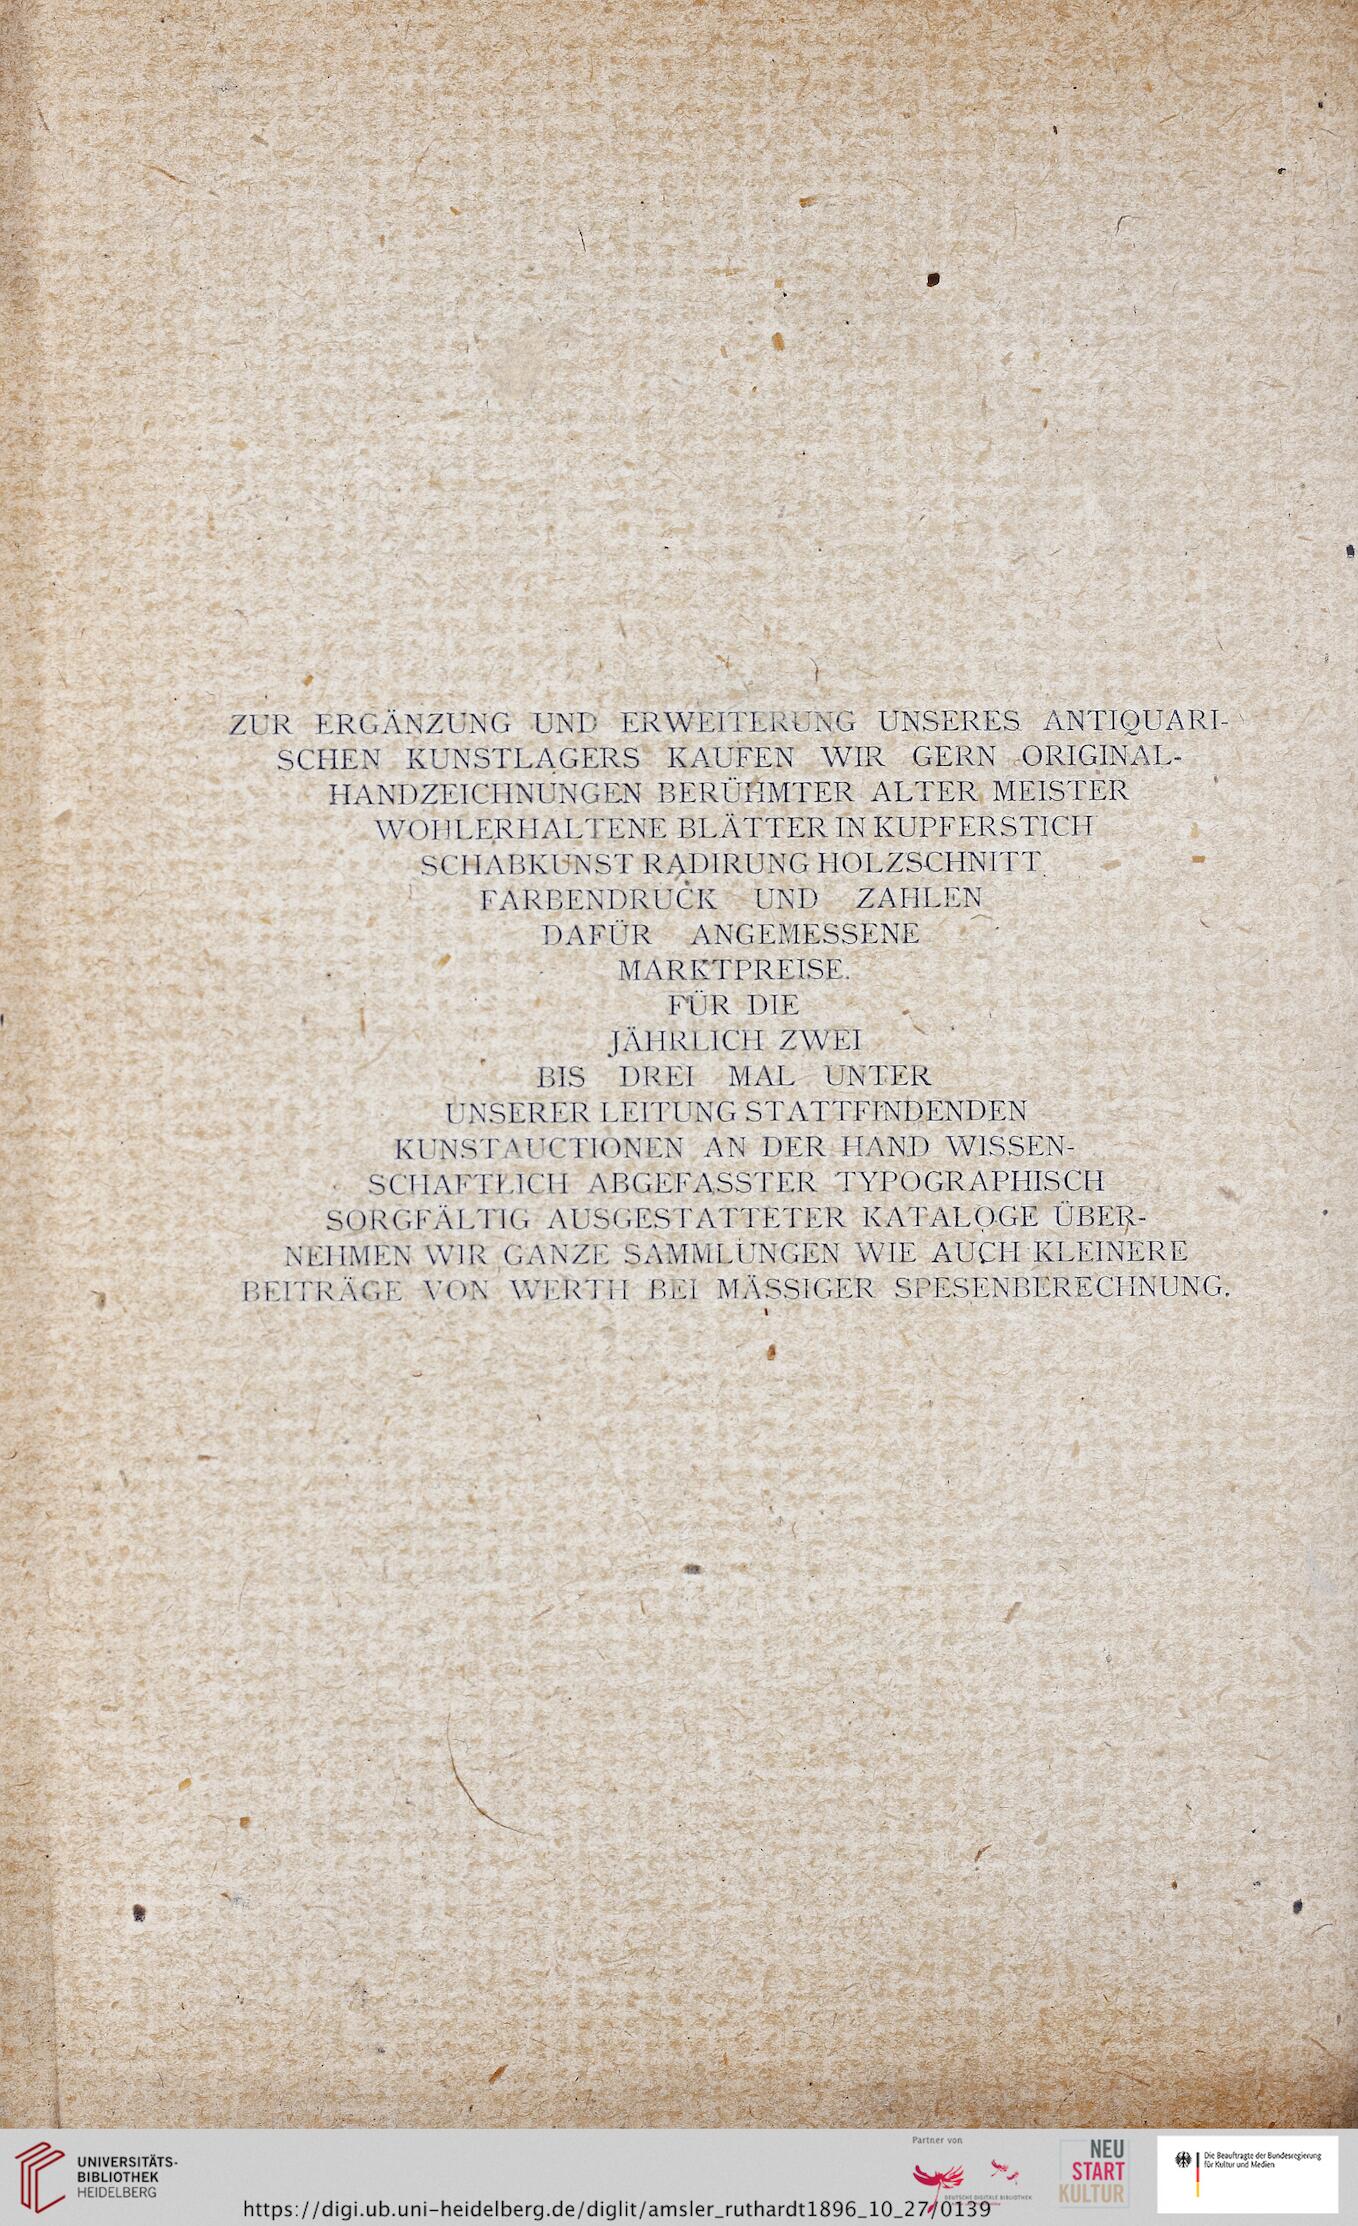 ZUR ERGÄNZUNG UND ERWEITERUNG UNSERES ANTIQUARI-
SCHEN KUNSTLAGERS KAUFEN WIR GERN ORIGINAL-
HANDZEICHNUNGEN BERÜHMTER ALTER MEISTER
WOHLERHALTENE BLÄTTER IN KUPFERSTICH
SCHABKUNST RADIRUNG HOLZSCHNITT
FARBENDRUCK UND ZAHLEN
DAFÜR ANGEMESSENE
MARKTPREISE.
FÜR DIE
JÄHRLICH ZWEI
BIS DREI MAL UNTER
UNSERER LEITUNG STATTFINDENDEN
KUNSTAUCTIONEN AN DER HAND WISSEN-
SCHAFTLICH ABGEFASSTER TYPOGRAPHISCH
SORGFÄLTIG AUSGESTATTETER KATALOGE ÜBER-
NEHMEN WIR GANZE SAMMLUNGEN WIE AUCH KLEINERE
BEITRÄGE VON WERTH BEI MÄSSIGER SPESENBERECHNUNG.
UNIVERSITÄTS-
BIBLIOTHEK
HEIDELBERG
https://digi.ub.uni-heidelberg.de/diglit/amsler_ruthardt1896_10_27/0139
Partner von
DEUTSCHE DIGITALE BIBLIOTHEK
NEU
START
KULTUR
Die Beauftragte der Bundesregierung
für Kultur und Medien